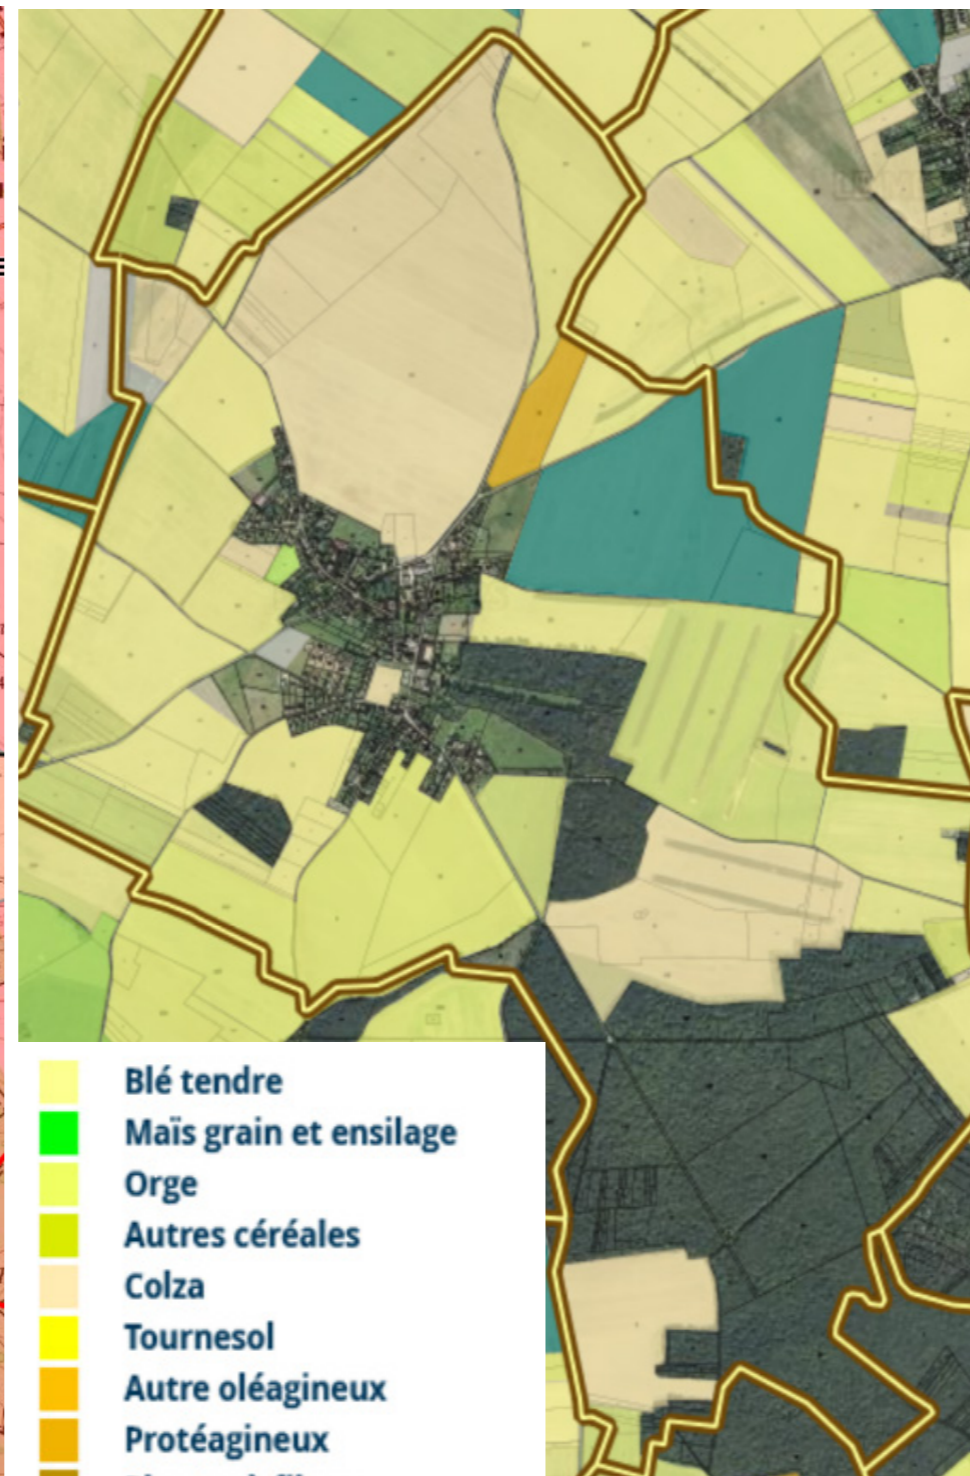 Blé tendre
Maïs grain et ensilage
Orge
Autres céréales
Colza
Tournesol
Autre oléagineux
Protéagineux